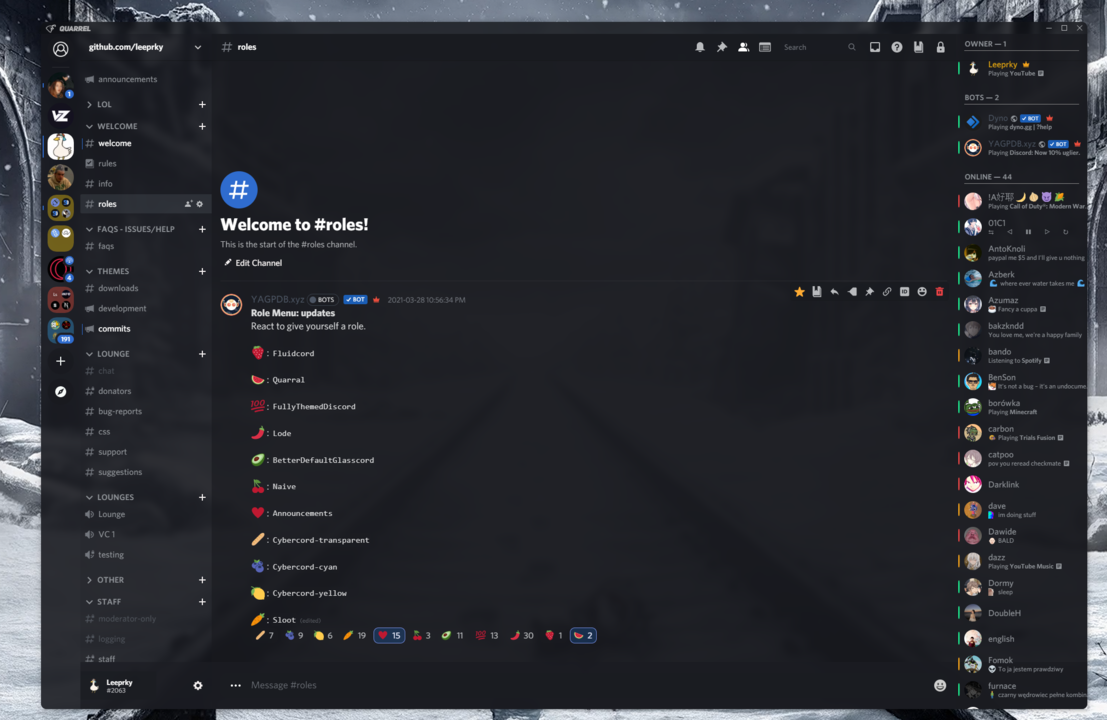 QUARREL
github.com/leeprky
roles
Search
announcements
LOL
WELCOME
welcome
rules
info
roles
FAQS - ISSUES/HELP
faqs
THEMES
downloads
development
commits
LOUNGE
chat
donators
bug-reports
css
support
suggestions
LOUNGES
Lounge
VC 1
testing
OTHER
STAFF
moderator-only
logging
staff
1
4
191
Leeprky
#2063
Welcome to #roles!
This is the start of the #roles channel.
Edit Channel
YAGPDB.xyz BOTS BOT 2021-03-28 10:56:34 PM
Role Menu: updates
React to give yourself a role.
🍓 : Fluidcord
🍉 : Quarral
💯 : FullyThemedDiscord
🌶️ : Lode
🥑 : BetterDefaultGlasscord
🍒 : Naive
❤️ : Announcements
🥖 : Cybercord-transparent
🫐 : Cybercord-cyan
🍋 : Cybercord-yellow
🥕 : Sloot (edited)
7 9 6 19 15 3 11 13 30 1 2
Message #roles
OWNER — 1
Leeprky
Playing YouTube
BOTS — 2
Dyno BOT
Playing dyno.gg | ?help
YAGPDB.xyz BOT
Playing Discord: Now 10% uglier.
ONLINE — 44
!A好耶
Playing Call of Duty®: Modern War
01C1
AntoKnoli
paypal me $5 and I'll give u nothing
Azberk
where ever water takes me
Azumaz
Fancy a cuppa
bakzkndd
You love me, we're a happy family
bando
Listening to Spotify
BenSon
It's not a bug – it's an undocume
borówka
Playing Minecraft
carbon
Playing Trials Fusion
catpoo
pov you reread checkmate
Darklink
dave
im doing stuff
Dawide
BALD
dazz
Playing YouTube Music
Dormy
sleep
DoubleH
english
Fomok
To ja jestem prawdziwy
furnace
czarny wędrowiec pełne kombin